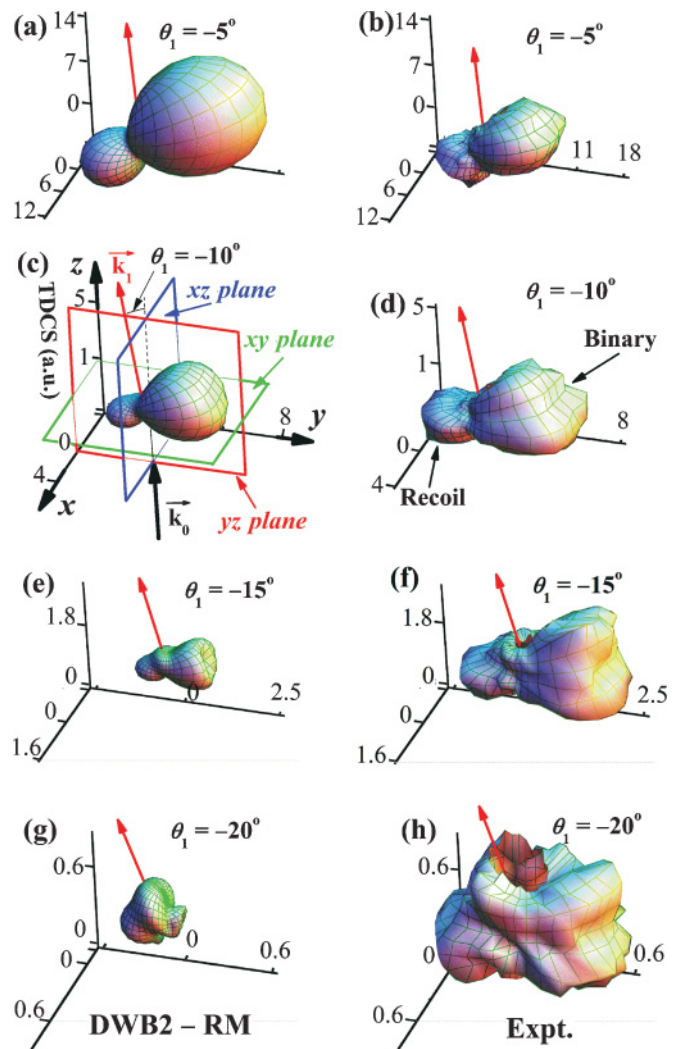 (a)
θ₁ = −5°
14
7
0
0
6
12
(b)
θ₁ = −5°
14
7
0
0
6
12
11
18
(c)
k₁
θ₁ = −10°
z
xz plane
TDCS (a.u.)
5
1
xy plane
0
4
8
y
x
k₀
yz plane
(d)
θ₁ = −10°
5
1
Binary
0
4
8
Recoil
(e)
θ₁ = −15°
1.8
0
0
0
2.5
1.6
(f)
θ₁ = −15°
1.8
0
0
2.5
1.6
(g)
θ₁ = −20°
0.6
0
0
0
0.6
0.6
DWB2 − RM
(h)
θ₁ = −20°
0.6
0
0.6
0.6
Expt.